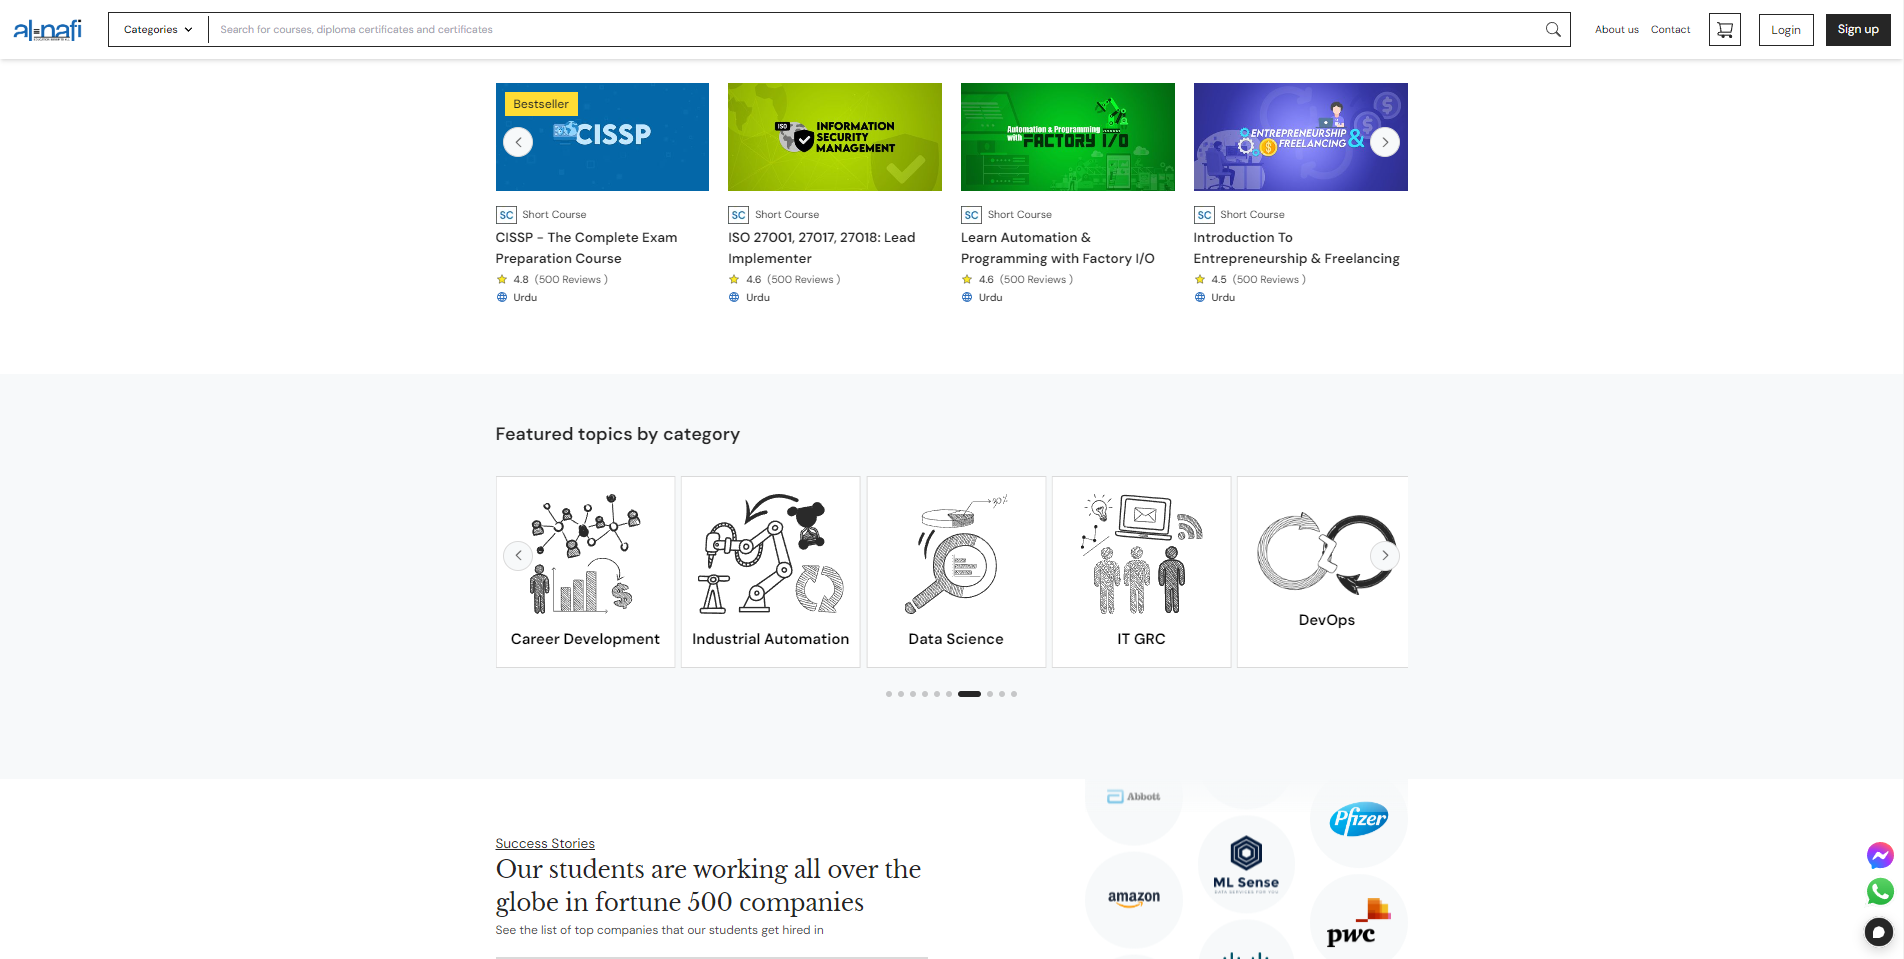 al-nafi
Categories
Search for courses, diploma certificates and certificates
About us
Contact
Login
Sign up
Bestseller
CISSP
ISO
INFORMATION
SECURITY
MANAGEMENT
Automation & Programming
with FACTORY I/O
ENTREPRENEURSHIP
& FREELANCING
SC Short Course
CISSP - The Complete Exam
Preparation Course
4.8 (500 Reviews )
Urdu
SC Short Course
ISO 27001, 27017, 27018: Lead
Implementer
4.6 (500 Reviews )
Urdu
SC Short Course
Learn Automation &
Programming with Factory I/O
4.6 (500 Reviews )
Urdu
SC Short Course
Introduction To
Entrepreneurship & Freelancing
4.5 (500 Reviews )
Urdu
Featured topics by category
Career Development
Industrial Automation
Data Science
IT GRC
DevOps
Success Stories
Our students are working all over the
globe in fortune 500 companies
See the list of top companies that our students get hired in
Abbott
Pfizer
ML Sense
amazon
pwc